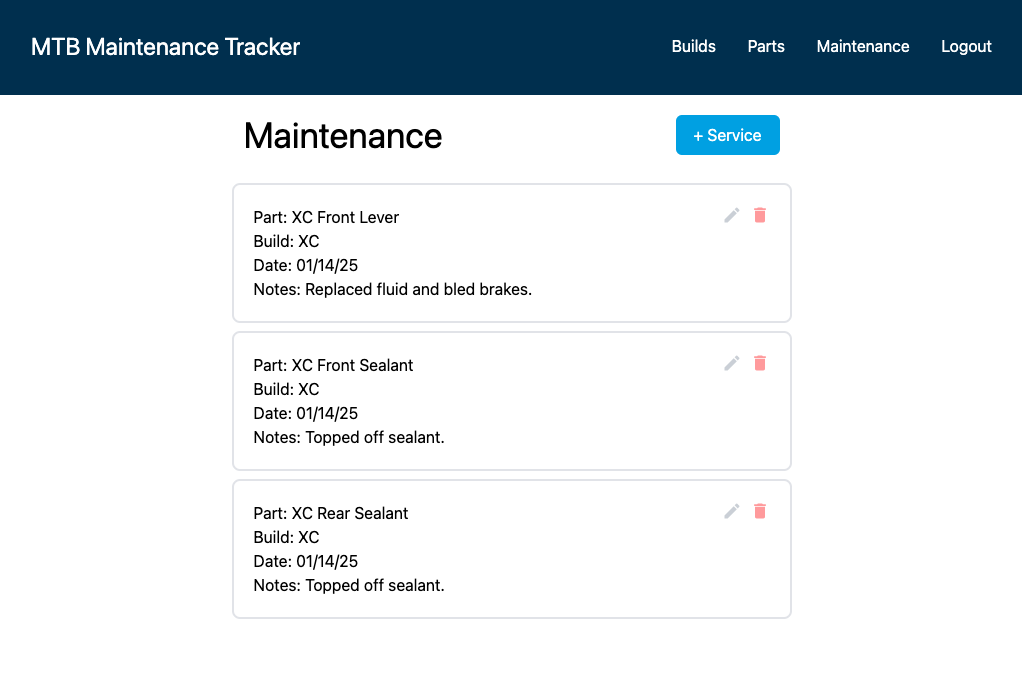 MTB Maintenance Tracker
Builds Parts Maintenance Logout
Maintenance
+ Service
Part: XC Front Lever
Build: XC
Date: 01/14/25
Notes: Replaced fluid and bled brakes.
Part: XC Front Sealant
Build: XC
Date: 01/14/25
Notes: Topped off sealant.
Part: XC Rear Sealant
Build: XC
Date: 01/14/25
Notes: Topped off sealant.